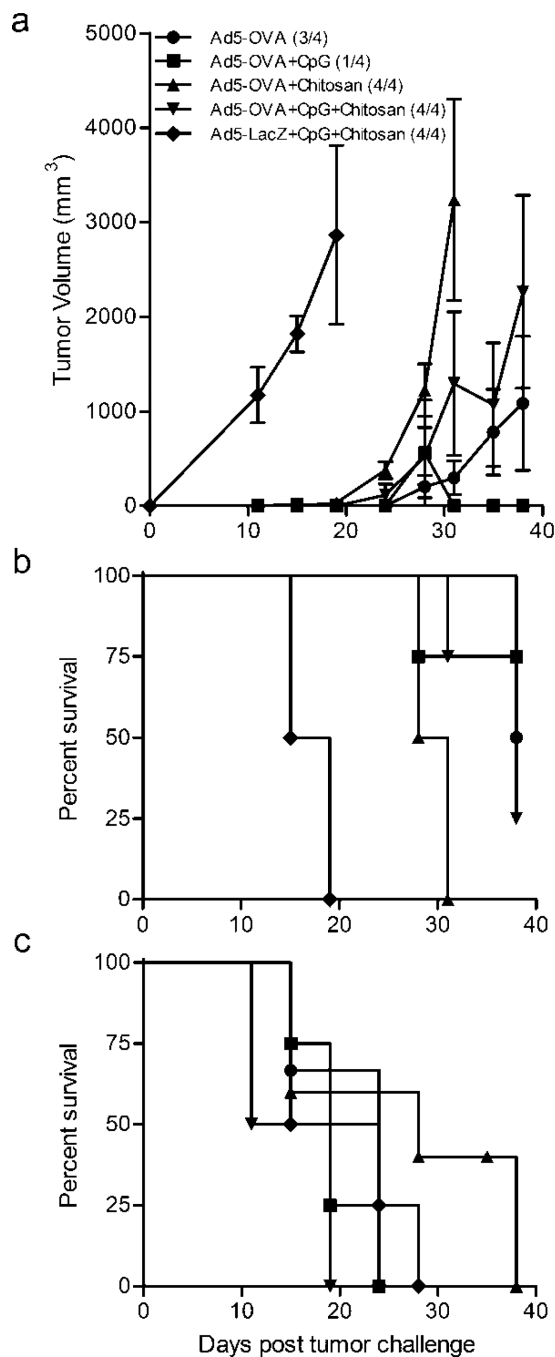 a
5000
4000
3000
2000
1000
0
Tumor Volume (mm³)
Ad5-OVA (3/4)
Ad5-OVA+CpG (1/4)
Ad5-OVA+Chitosan (4/4)
Ad5-OVA+CpG+Chitosan (4/4)
Ad5-LacZ+CpG+Chitosan (4/4)
0 10 20 30 40
b
100
75
50
25
0
Percent survival
0 10 20 30 40
c
100
75
50
25
0
Percent survival
0 10 20 30 40
Days post tumor challenge